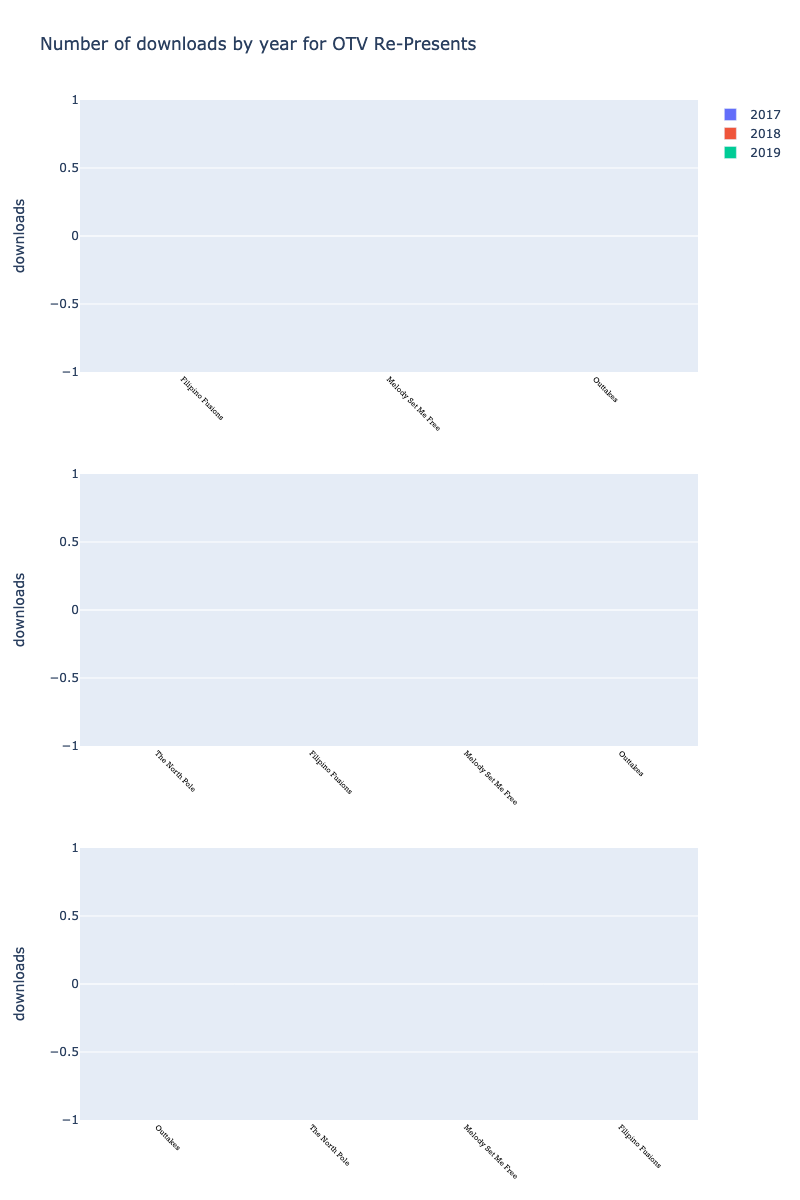 Number of downloads by year for OTV Re-Presents
2017
2018
2019
downloads
1
0.5
0
−0.5
−1
Filipino Fusions
Melody Set Me Free
Outtakes
downloads
1
0.5
0
−0.5
−1
The North Pole
Filipino Fusions
Melody Set Me Free
Outtakes
downloads
1
0.5
0
−0.5
−1
Outtakes
The North Pole
Melody Set Me Free
Filipino Fusions